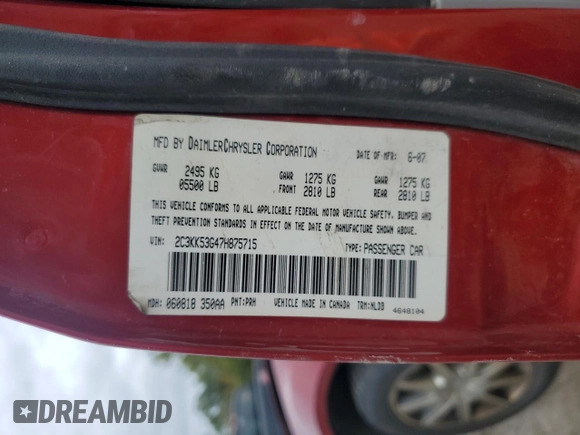 MFD BY DAIMLERCHRYSLER CORPORATION DATE OF MFR: 6-07
GVWR 2495 KG GAWR 1275 KG GAWR 1275 KG
05500 LB FRONT 2810 LB REAR 2810 LB
THIS VEHICLE CONFORMS TO ALL APPLICABLE FEDERAL MOTOR VEHICLE SAFETY, BUMPER AND
THEFT PREVENTION STANDARDS IN EFFECT ON THE DATE OF MANUFACTURE SHOWN ABOVE.
VIN: 2C3KK53G47H875715 TYPE: PASSENGER CAR
MDH: 060818 350AA PNT: PRH VEHICLE MADE IN CANADA TRM: NLDB
4648104
DREAMBID